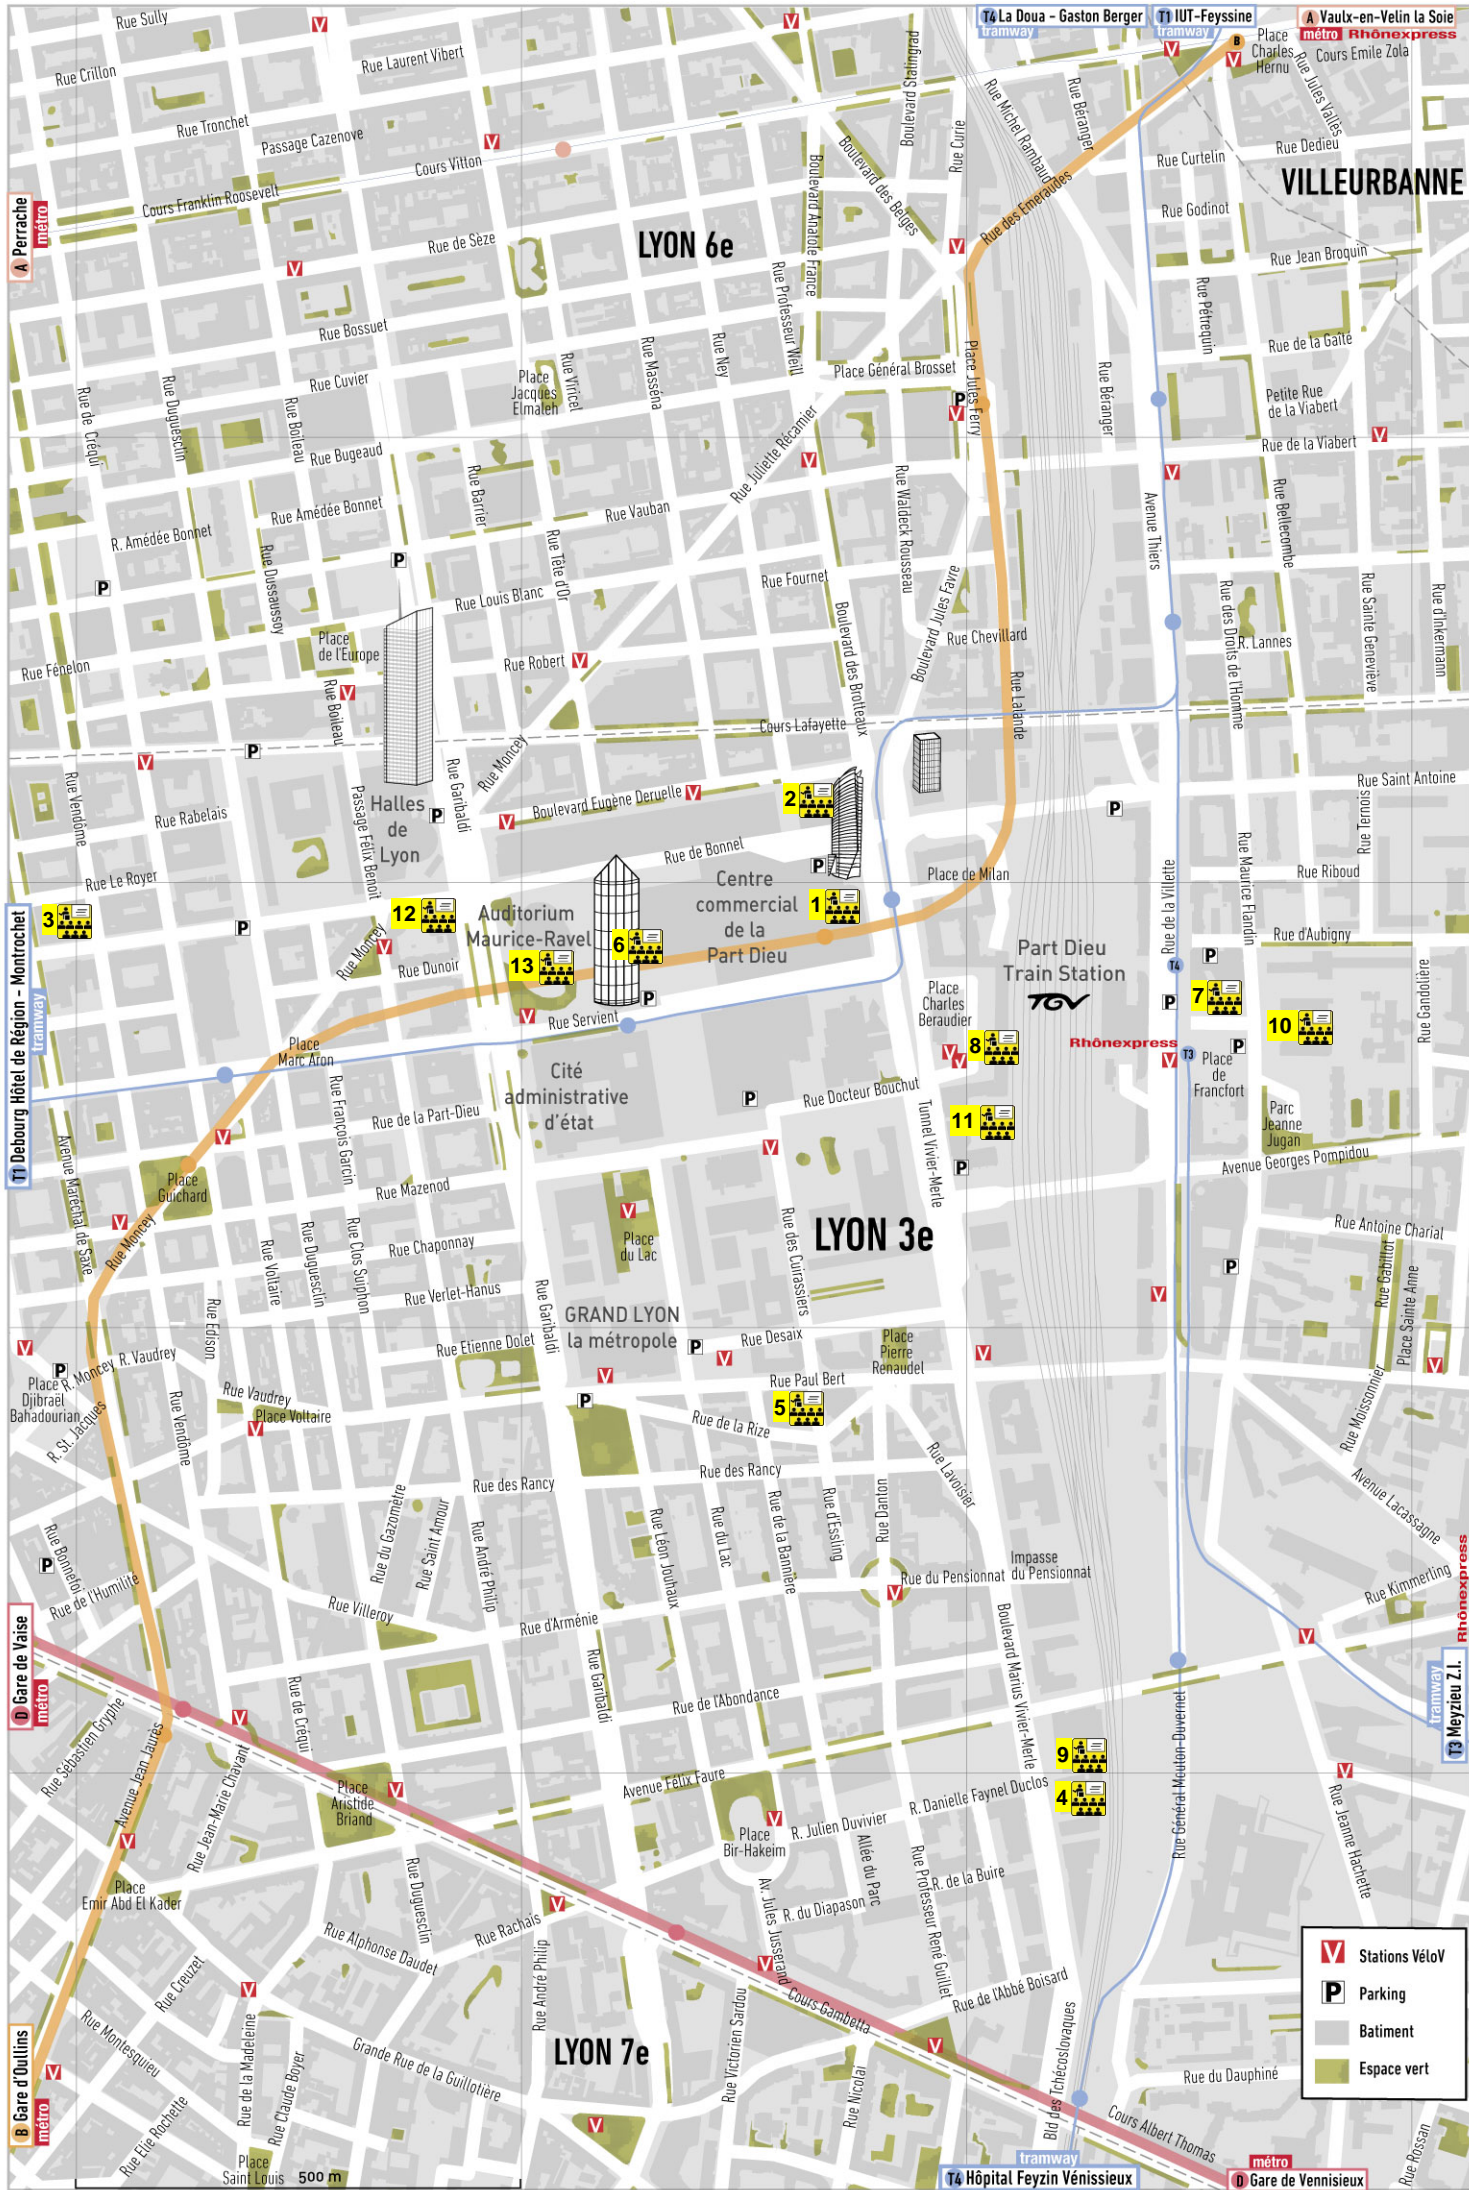 Rue Sully
V
V
T4 La Doua - Gaston Berger
tramway
T1 IUT-Feyssine
tramway
A Vaulx-en-Velin la Soie
métro Rhônexpress
B
Place
Charles
Hernu
Cours Emile Zola
Rue Crillon
Rue Laurent Vibert
Boulevard Stalingrad
V
V
Rue Jules Vallès
Rue Michel Rambaud
Rue Béranger
Rue Tronchet
Passage Cazenove
V
Cours Vitton
Rue Curie
Rue Curtelin
Rue Dedieu
Boulevard des Belges
Boulevard Anatole France
VILLEURBANNE
Cours Franklin Roosevelt
A Perrache
métro
Rue des Emeraudes
Rue Godinot
Rue de Sèze
LYON 6e
V
V
Rue Jean Broquin
Rue Professeur Weill
Rue Pétrequin
Rue Bossuet
Rue Masséna
Rue Ney
Rue de la Gaîté
Place Jules Ferry
Place Général Brosset
Rue Cuvier
Place
Jacques
Elmaleh
Rue Viricel
Rue de Créqui
Rue Duguesclin
Rue Boileau
P
V
Rue Béranger
Petite Rue
de la Viabert
Rue Juliette Récamier
Rue Bugeaud
V
V
Rue de la Viabert
V
Rue Barrier
Rue Waldeck Rousseau
Rue Amédée Bonnet
Rue Vauban
Avenue Thiers
Rue Bellecombe
R. Amédée Bonnet
Rue Dussaussoy
P
Rue Tête d'Or
P
Rue Louis Blanc
Rue Fournet
Boulevard Jules Favre
Boulevard des Brotteaux
Rue Chevillard
Rue des Droits de l'Homme
R. Lannes
Rue Sainte Geneviève
Rue d'Inkermann
Place
de l'Europe
Rue Fénelon
Rue Robert
V
Rue Boileau
V
Rue Lalande
Cours Lafayette
P
V
Rue Moncey
Rue Garibaldi
Rue Vendôme
Passage Félix Benoit
Rue Saint Antoine
Boulevard Eugène Deruelle
V
2
Halles
de
Lyon
P
V
P
Rue Rabelais
Rue Ternois
Rue de Bonnel
Rue Maurice Flandin
Rue de la Villette
Rue Le Royer
P
Place de Milan
Rue Riboud
Centre
commercial
de la
Part Dieu
1
3
12
Auditorium
Maurice-Ravel
6
P
T1 Debourg Hôtel de Région - Montrochet
tramway
Rue Moncey
V
Rue Dunoir
13
Part Dieu
Train Station
TGV
Rue d'Aubigny
P
T4
Rue Gandolière
7
P
Place
Charles
Beraudier
P
V
Rue Servient
10
Place
Marc Aron
8
V
V
Rhônexpress
V
T3
P
Place
de
Francfort
Cité
administrative
d'état
Rue François Garcin
P
Rue Docteur Bouchut
Rue de la Part-Dieu
Tunnel Vivier-Merle
11
Parc
Jeanne
Jugan
V
V
Avenue Georges Pompidou
P
Avenue Maréchal de Saxe
Place
Guichard
Rue Mazenod
V
V
Place
du Lac
LYON 3e
Rue Moncey
Rue Voltaire
Rue Duguesclin
Rue Clos Suiphon
Rue Chaponnay
Rue des Cuirassiers
Rue Antoine Charial
P
Rue Gabillot
Place Sainte Anne
Rue Edison
Rue Verlet-Hanus
Rue Garibaldi
V
GRAND LYON
la métropole
Rue Etienne Dolet
P
Rue Desaix
Place
Pierre
Renaudel
V
V
V
V
V
P
R. Moncey
R. Vaudrey
Place
Djibraël
Bahadourian
Rue Vaudrey
Place Voltaire
V
P
Rue Paul Bert
5
Rue de la Rize
R. St. Jacques
Rue Vendôme
Rue Moissonnier
Rue Lavoisier
Rue des Rancy
Rue des Rancy
Avenue Lacassagne
Rue du Gazomètre
Rue Saint Amour
Rue André Philip
Rue Léon Jouhaux
Rue du Lac
Rue de la Bannière
Rue d'Essling
Rue Danton
Rue Bonnefoi
P
Impasse
du Pensionnat
Rue du Pensionnat
V
Rue de l'Humilité
Rue Kimmerling
Rhônexpress
Rue Villeroy
Rue d'Arménie
Boulevard Marius Vivier-Merle
V
D Gare de Vaise
métro
Rue Garibaldi
tramway
T3 Meyzieu Z.I.
Rue Sébastien Gryphe
V
Rue de Créqui
Rue de l'Abondance
Rue Général Mouton-Duvernet
Avenue Jean Jaurès
Rue Jean-Marie Chavant
9
V
Place
Aristide
Briand
V
Avenue Félix Faure
4
R. Danielle Faynel Duclos
Rue Jeanne Hachette
V
Place
Bir-Hakeim
R. Julien Duvivier
V
Allée du Parc
Rue Professeur René Guillet
R. de la Buire
Place
Emir Abd El Kader
Rue Duguesclin
Av. Jules Jusserand
R. du Diapason
V
Rue Rachais
Rue Alphonse Daudet
Rue André Philip
V
Rue de l'Abbé Boisard
Rue Creuzet
V
Cours Gambetta
Rue Victorien Sardou
V
Stations VéloV
P
Parking
Batiment
Espace vert
Rue Montesquieu
Rue de la Madeleine
Rue Claude Boyer
Grande Rue de la Guillotière
LYON 7e
V
Bld des Tchécoslovaques
B Gare d'Oullins
métro
V
Rue Nicolaï
Rue du Dauphiné
Rue Elie Rochette
V
Cours Albert Thomas
Rue Rossan
Place
Saint Louis
500 m
tramway
T4 Hôpital Feyzin Vénissieux
métro
D Gare de Vennisieux